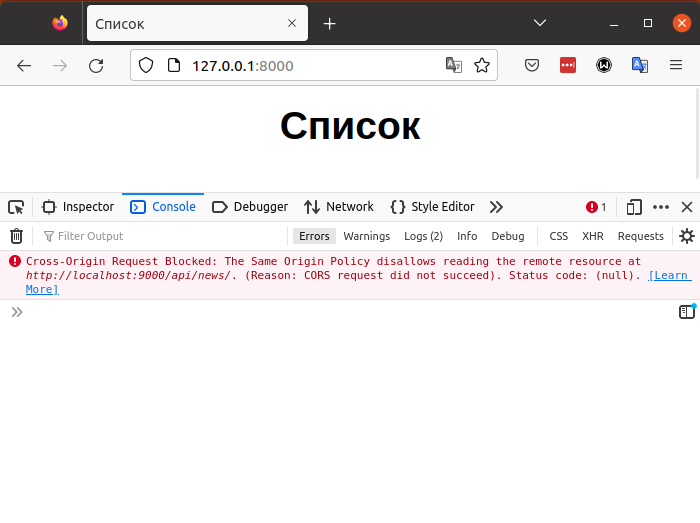 Список
127.0.0.1:8000
Список
Inspector Console Debugger Network Style Editor 1
Filter Output Errors Warnings Logs (2) Info Debug CSS XHR Requests
Cross-Origin Request Blocked: The Same Origin Policy disallows reading the remote resource at
http://localhost:9000/api/news/. (Reason: CORS request did not succeed). Status code: (null). [Learn
More]